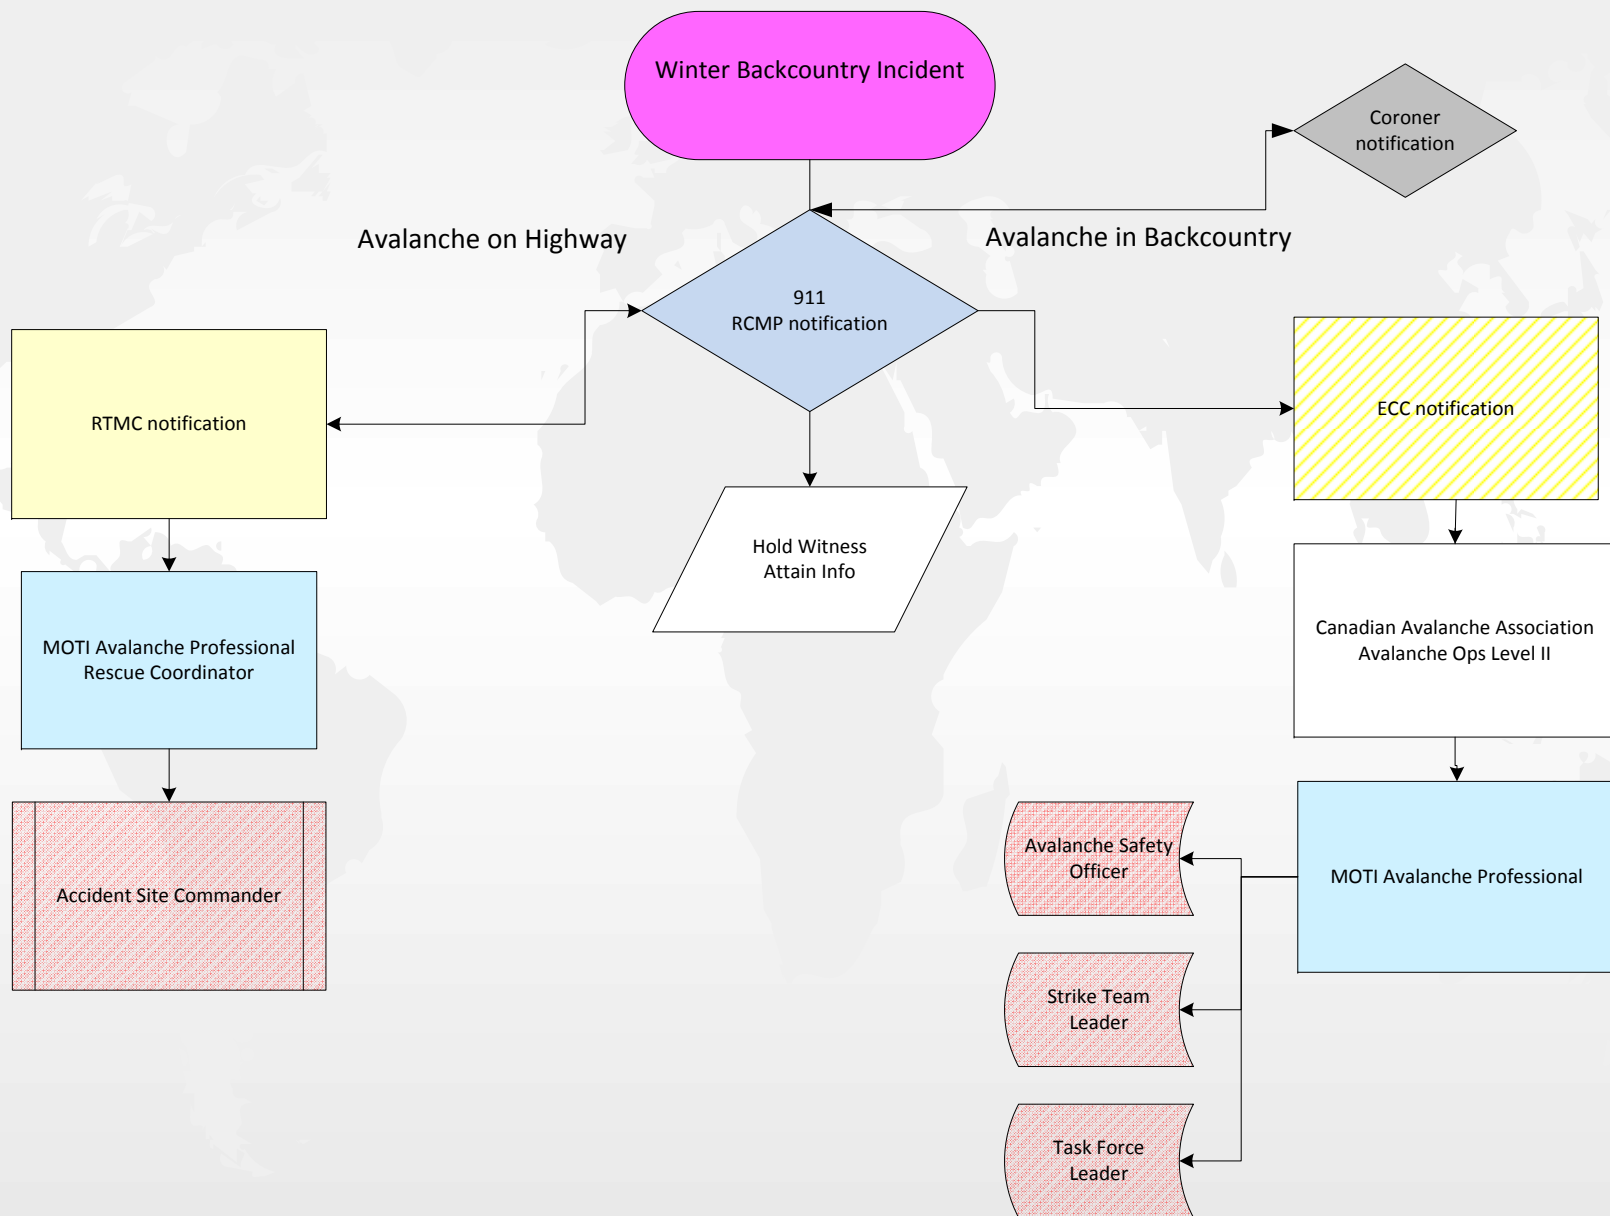 Winter Backcountry Incident
Coroner
notification
Avalanche on Highway
Avalanche in Backcountry
911
RCMP notification
RTMC notification
ECC notification
Hold Witness
Attain Info
MOTI Avalanche Professional
Rescue Coordinator
Canadian Avalanche Association
Avalanche Ops Level II
Accident Site Commander
Avalanche Safety
Officer
MOTI Avalanche Professional
Strike Team
Leader
Task Force
Leader